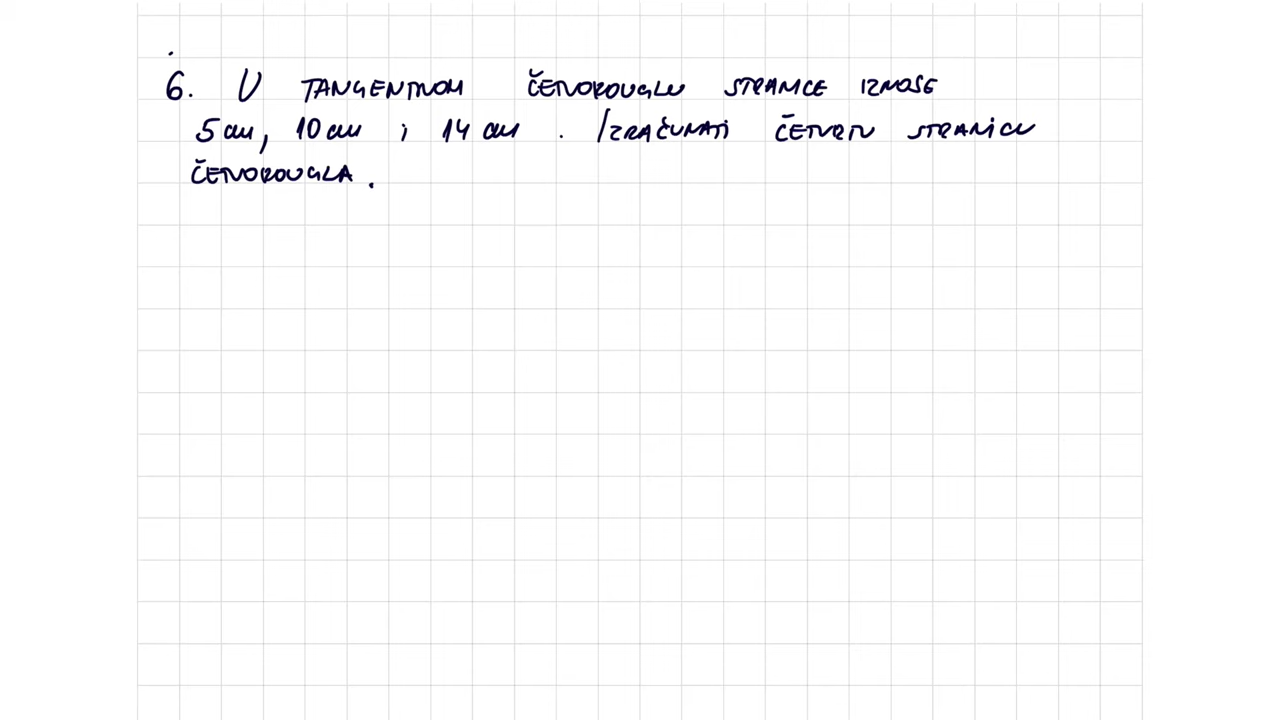 6. U TANGENTNOM ČETVOROUGLU STRANICE IZNOSE
5 cm, 10 cm i 14 cm . IZRAČUNATI ČETVRTU STRANICU
ČETVOROUGLA.